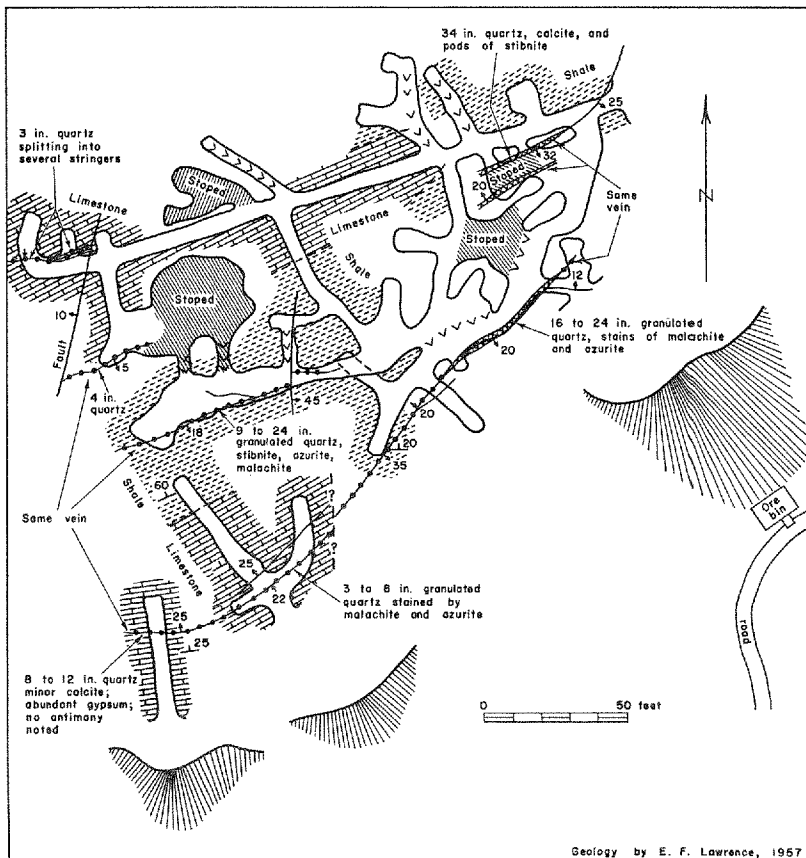 34 in. quartz, calcite, and
pods of stibnite
Shale
25
3 in. quartz
splitting into
several stringers
Stoped
32
Stoped
20
N
Limestone
Same
vein
Limestone
Stoped
Shale
12
Stoped
10
Fault
16 to 24 in. granulated
quartz, stains of malachite
and azurite
20
5
4 in.
quartz
45
20
18
9 to 24 in.
granulated quartz,
stibnite, azurite,
malachite
20
35
Shale
60
Same vein
Ore
bin
?
?
Limestone
25
22
3 to 8 in. granulated
quartz stained by
malachite and azurite
25
25
road
8 to 12 in. quartz
minor calcite;
abundant gypsum;
no antimony
noted
0
50 feet
Geology by E. F. Lawrence, 1957